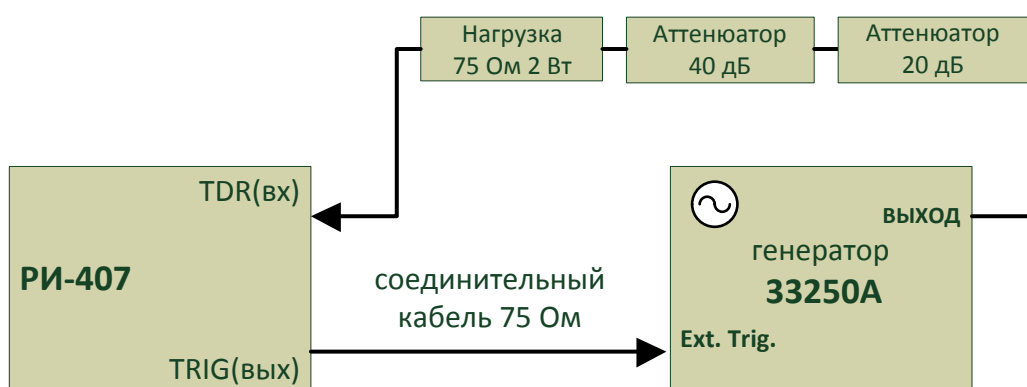 Нагрузка
75 Ом 2 Вт
Аттенюатор
40 дБ
Аттенюатор
20 дБ
TDR(вх)
РИ-407
TRIG(вых)
соединительный
кабель 75 Ом
ВЫХОД
генератор
33250А
Ext. Trig.